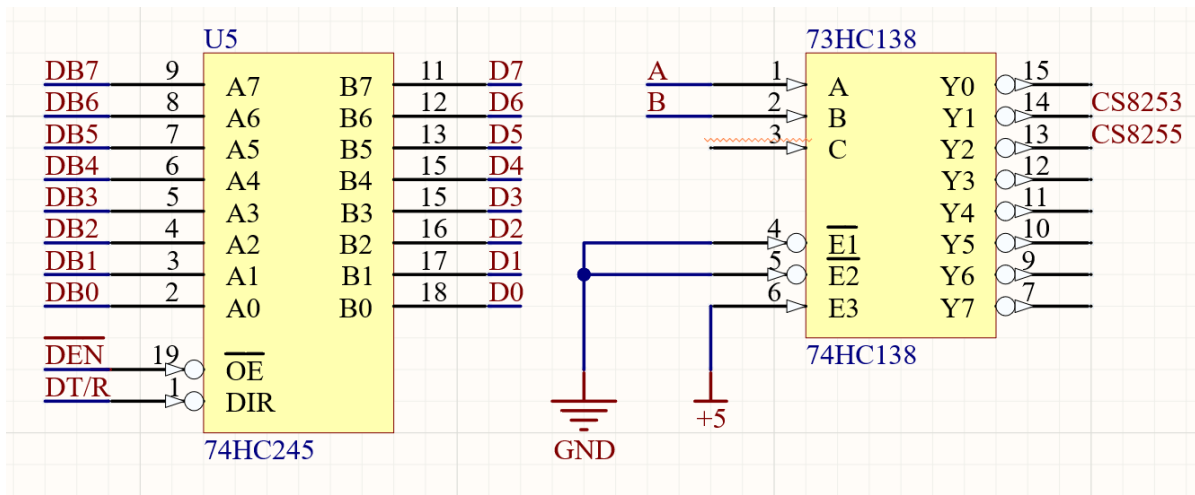 U5
DB7 9 A7 B7 11 D7
DB6 8 A6 B6 12 D6
DB5 7 A5 B5 13 D5
DB4 6 A4 B4 15 D4
DB3 5 A3 B3 15 D3
DB2 4 A2 B2 16 D2
DB1 3 A1 B1 17 D1
DB0 2 A0 B0 18 D0
DEN 19 OE
DT/R 1 DIR
74HC245
73HC138
A 1 A Y0 15
B 2 B Y1 14 CS8253
3 C Y2 13 CS8255
Y3 12
Y4 11
4 E1 Y5 10
5 E2 Y6 9
6 E3 Y7 7
74HC138
GND
+5